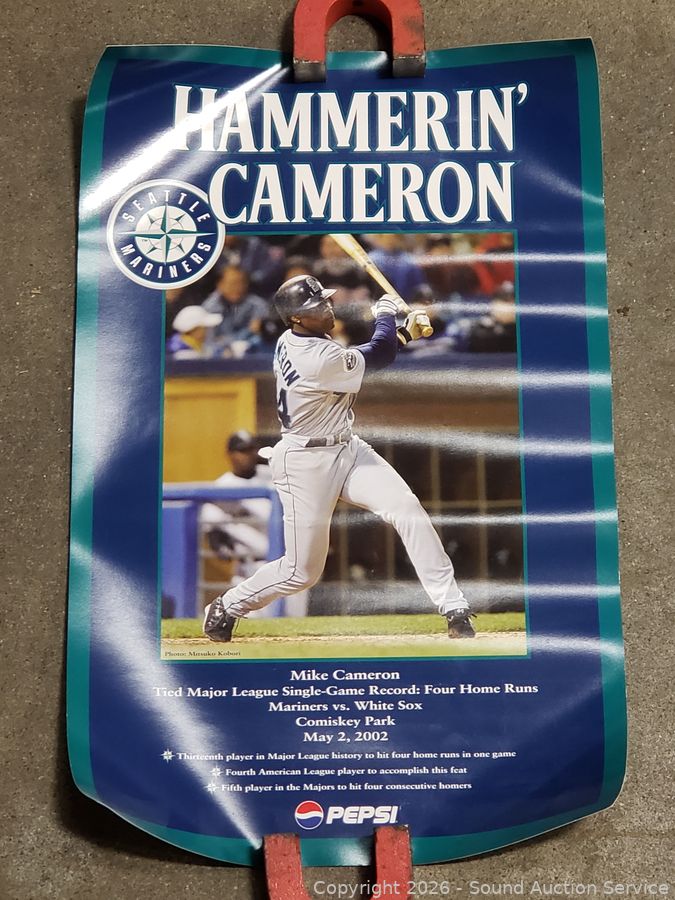 HAMMERIN'
CAMERON
SEATTLE
MARINERS
Photo: Mitsuko Kobori
Mike Cameron
Tied Major League Single-Game Record: Four Home Runs
Mariners vs. White Sox
Comiskey Park
May 2, 2002
Thirteenth player in Major League history to hit four home runs in one game
Fourth American League player to accomplish this feat
Fifth player in the Majors to hit four consecutive homers
PEPSI
Copyright 2026 - Sound Auction Service